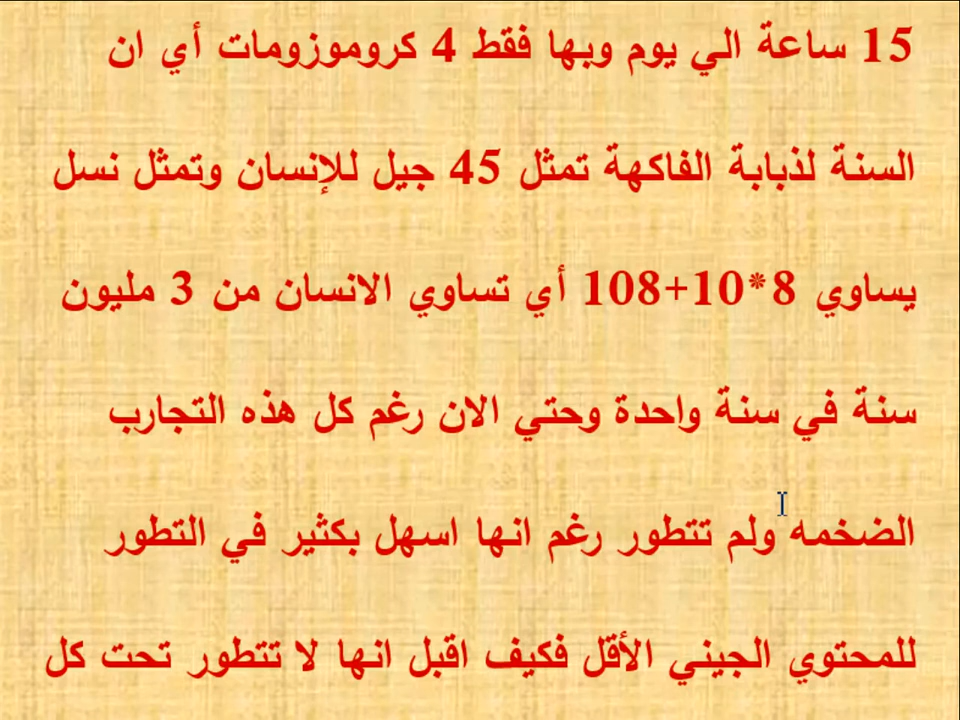 15 ساعة الي يوم وبها فقط 4 كروموزومات أي ان
السنة لذبابة الفاكهة تمثل 45 جيل للإنسان وتمثل نسل
يساوي 8*10+108 أي تساوي الانسان من 3 مليون
سنة في سنة واحدة وحتي الان رغم كل هذه التجارب
الضخمه ولم تتطور رغم انها اسهل بكثير في التطور
للمحتوي الجيني الأقل فكيف اقبل انها لا تتطور تحت كل